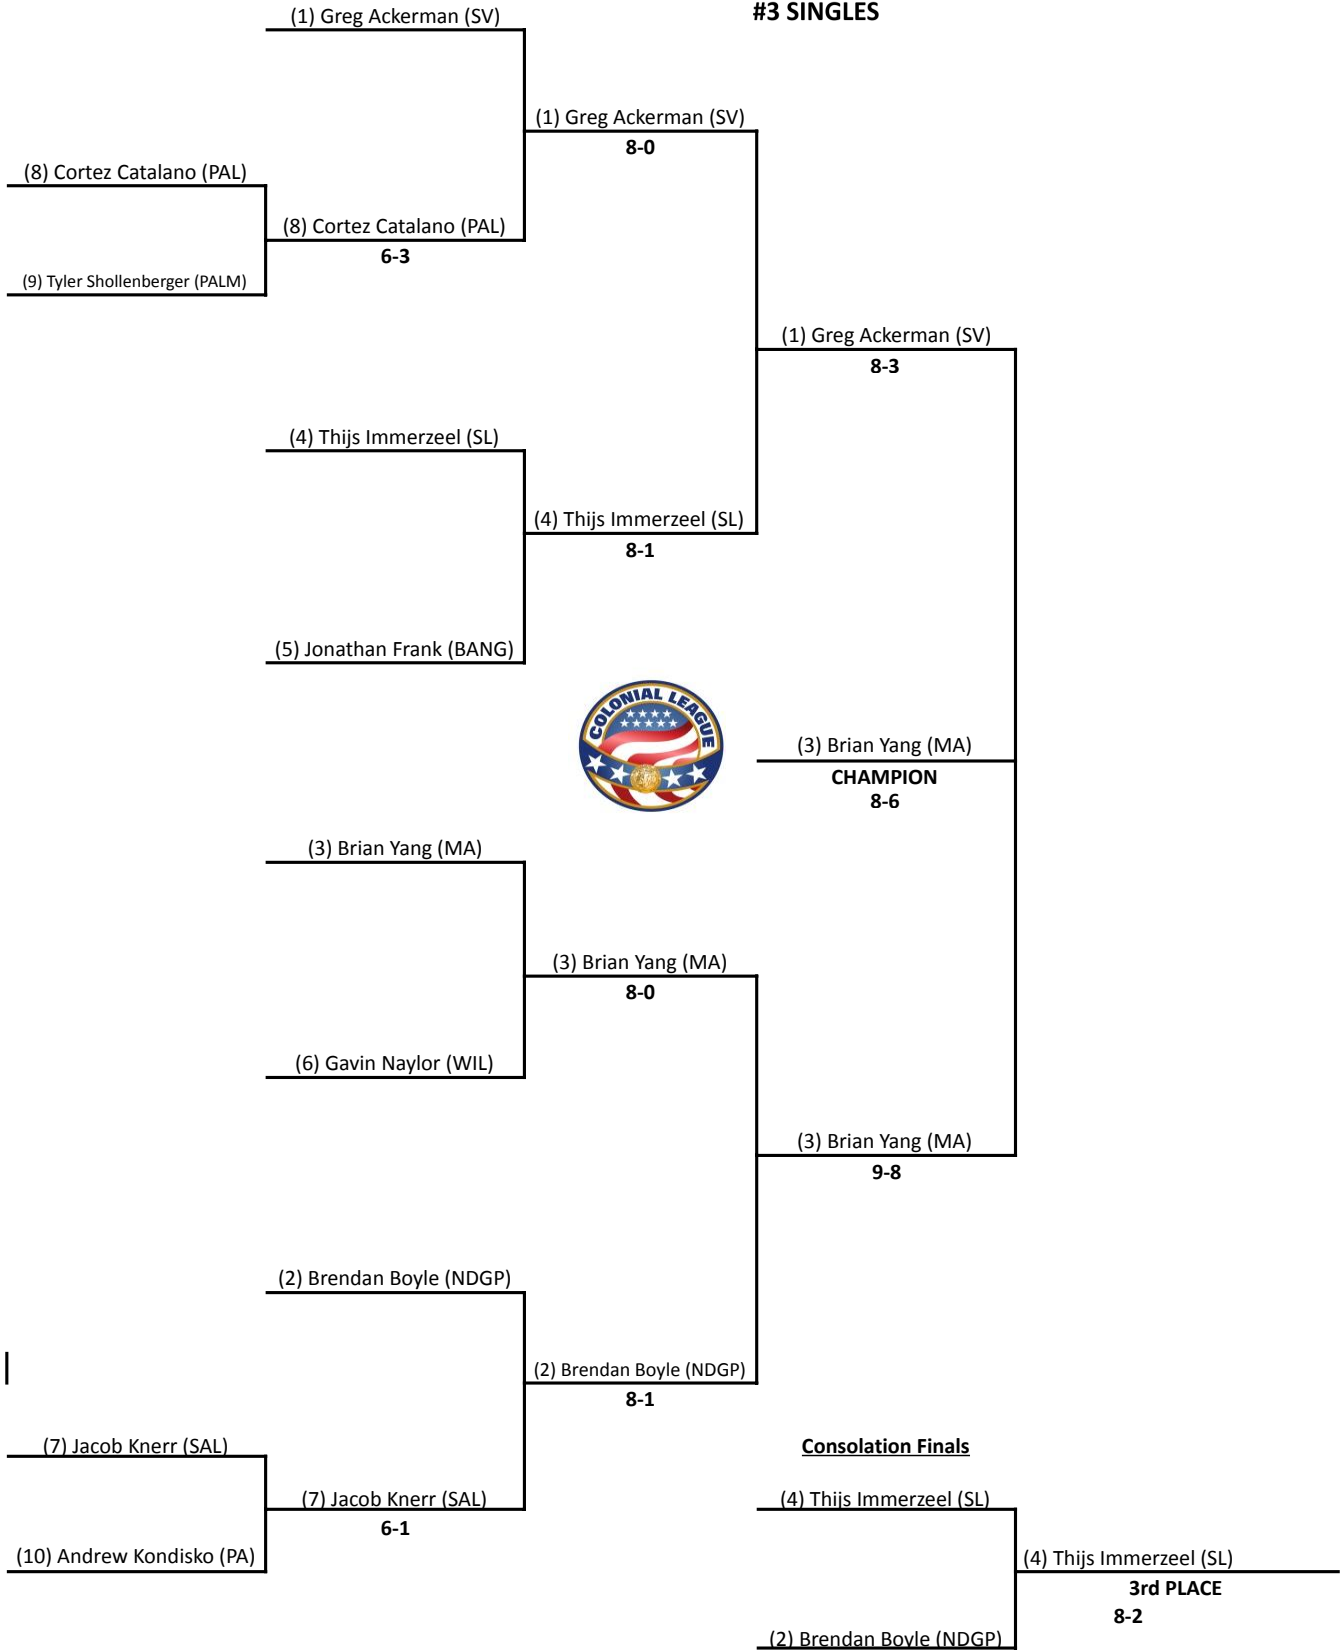 #3 SINGLES
(1) Greg Ackerman (SV)
(1) Greg Ackerman (SV)
8-0
(8) Cortez Catalano (PAL)
(8) Cortez Catalano (PAL)
6-3
(9) Tyler Shollenberger (PALM)
(1) Greg Ackerman (SV)
8-3
(4) Thijs Immerzeel (SL)
(4) Thijs Immerzeel (SL)
8-1
(5) Jonathan Frank (BANG)
COLONIAL LEAGUE
(3) Brian Yang (MA)
CHAMPION
8-6
(3) Brian Yang (MA)
(3) Brian Yang (MA)
8-0
(6) Gavin Naylor (WIL)
(3) Brian Yang (MA)
9-8
(2) Brendan Boyle (NDGP)
(2) Brendan Boyle (NDGP)
8-1
(7) Jacob Knerr (SAL)
(7) Jacob Knerr (SAL)
6-1
(10) Andrew Kondisko (PA)
Consolation Finals
(4) Thijs Immerzeel (SL)
(4) Thijs Immerzeel (SL)
3rd PLACE
8-2
(2) Brendan Boyle (NDGP)